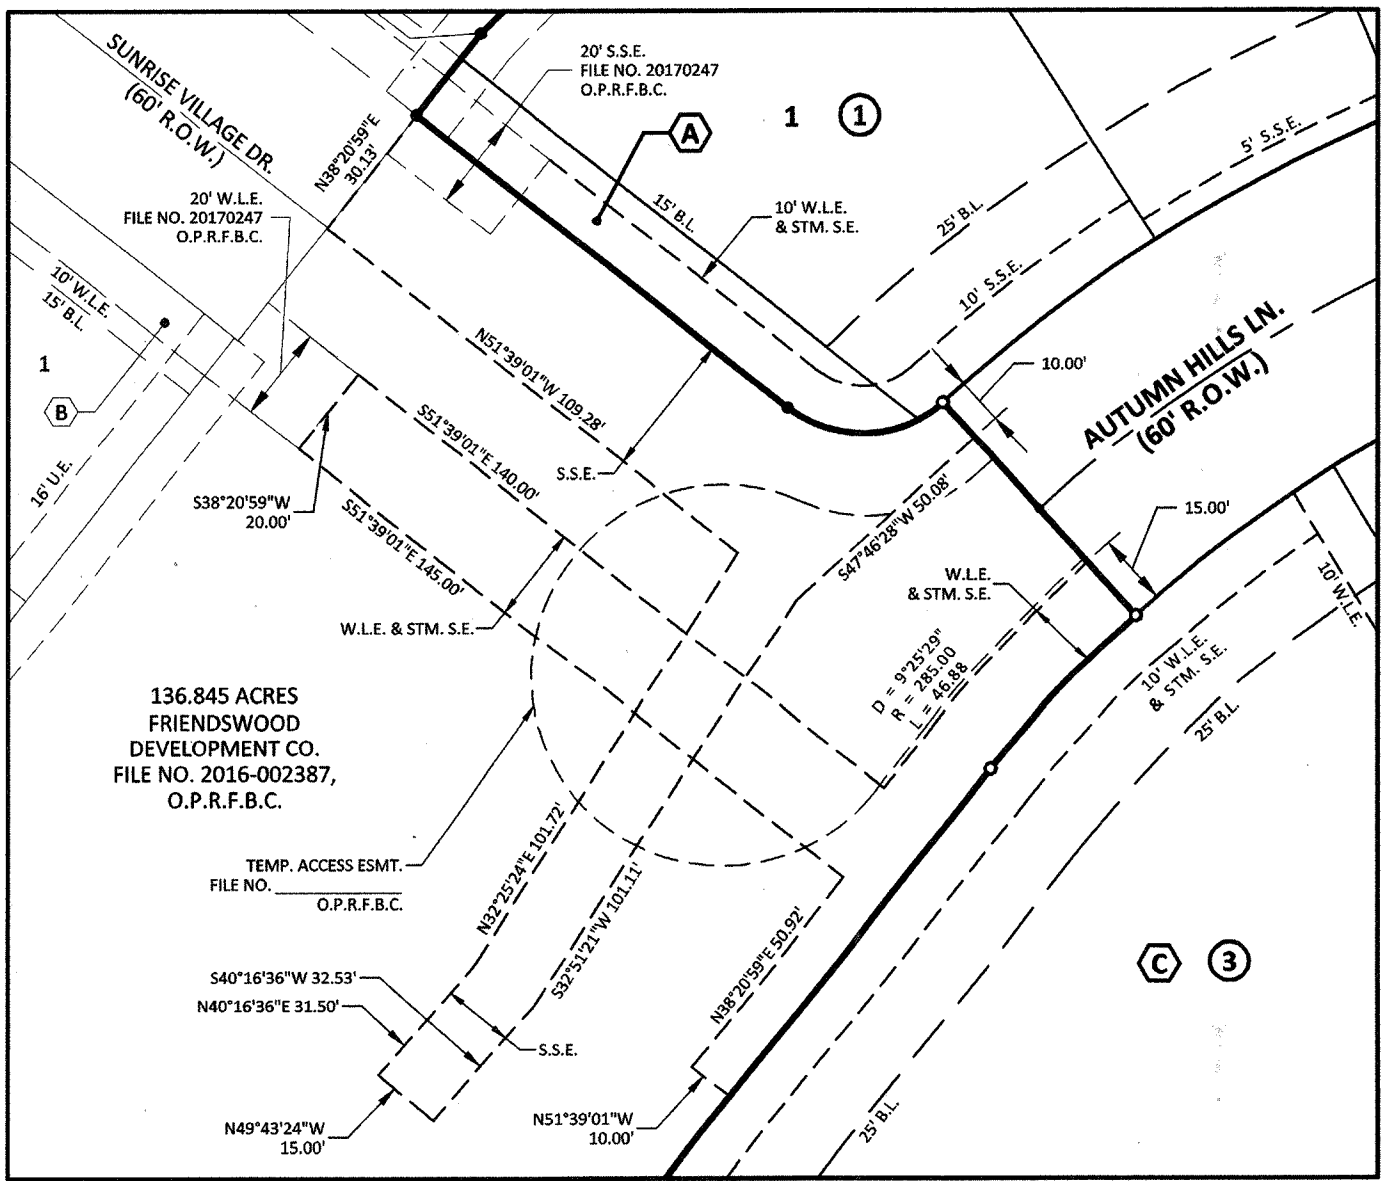 SUNRISE VILLAGE DR.
(60' R.O.W.)
N38°20'59"E
30.13'
20' S.S.E.
FILE NO. 20170247
O.P.R.F.B.C.
A
1
1
5' S.S.E.
20' W.L.E.
FILE NO. 20170247
O.P.R.F.B.C.
15' B.L.
10' W.L.E.
& STM. S.E.
25' B.L.
10' S.S.E.
10' W.L.E.
15' B.L.
1
B
16' U.E.
N51°39'01"W 109.28'
S51°39'01"E 140.00'
S51°39'01"E 145.00'
S38°20'59"W
20.00'
S.S.E.
10.00'
AUTUMN HILLS LN.
(60' R.O.W.)
S47°46'28"W 50.08'
15.00'
W.L.E.
& STM. S.E.
10' W.L.E.
W.L.E. & STM. S.E.
D = 9°25'29"
R = 285.00
L = 46.88
10' W.L.E.
& STM. S.E.
25' B.L.
136.845 ACRES
FRIENDSWOOD
DEVELOPMENT CO.
FILE NO. 2016-002387,
O.P.R.F.B.C.
TEMP. ACCESS ESMT.
FILE NO.
O.P.R.F.B.C.
N32°25'24"E 101.72'
S32°51'21"W 101.11'
N38°20'59"E 50.92'
C
3
S40°16'36"W 32.53'
N40°16'36"E 31.50'
S.S.E.
N49°43'24"W
15.00'
N51°39'01"W
10.00'
25' B.L.